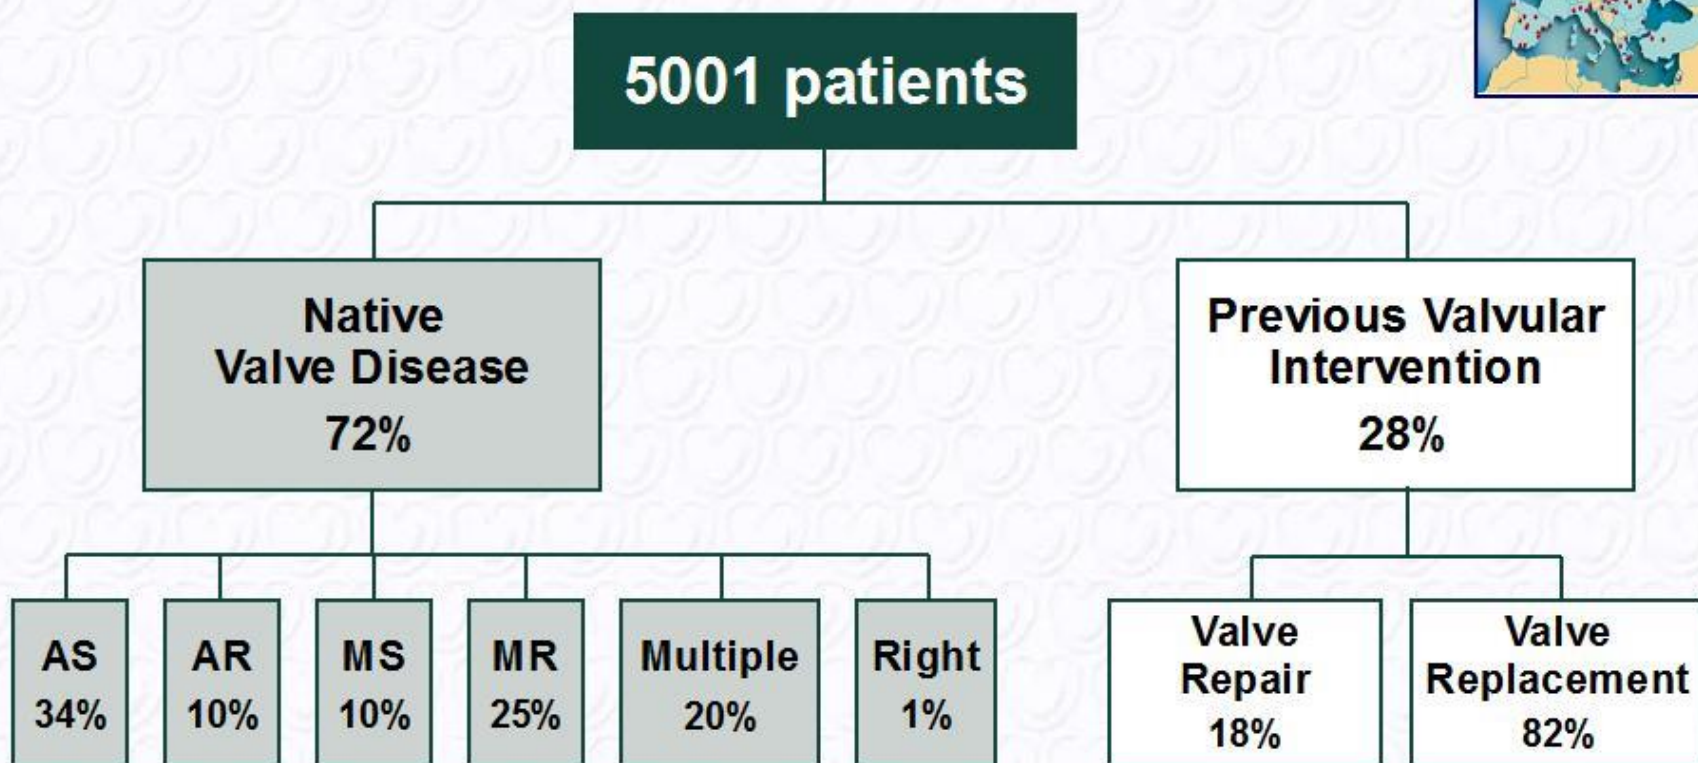 5001 patients
Native
Valve Disease
72%
Previous Valvular
Intervention
28%
AS
34%
AR
10%
MS
10%
MR
25%
Multiple
20%
Right
1%
Valve
Repair
18%
Valve
Replacement
82%